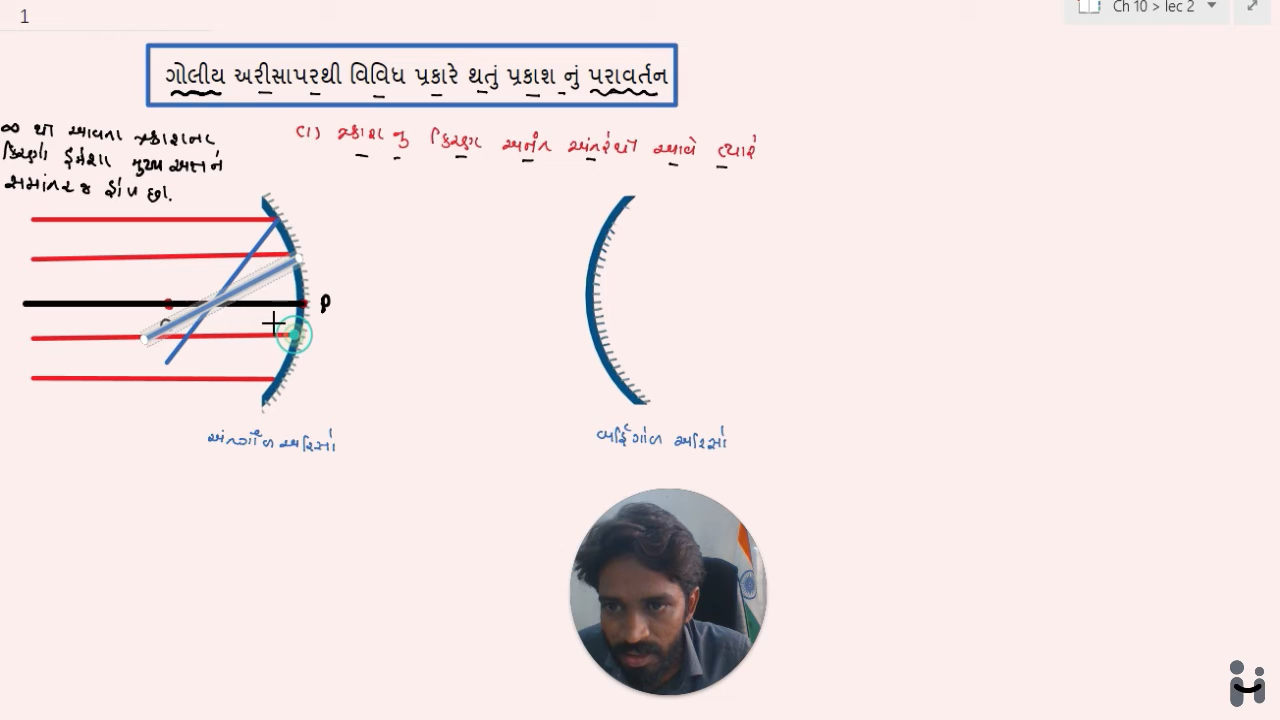 1
Ch 10 > lec 2
ગોલીય અરીસાપરથી વિવિધ પ્રકારે થતું પ્રકાશ નું પરાવર્તન
∞ થી આવતા પ્રકાશના
કિરણો હંમેશા મુખ્ય અક્ષને
સમાંતર જ હોય છે.
(1) પ્રકાશ નુ કિરણ અનંત અંતરેથી આવે ત્યારે
P
C
અંતર્ગોળ અરિસો
બહિર્ગોળ અરિસો